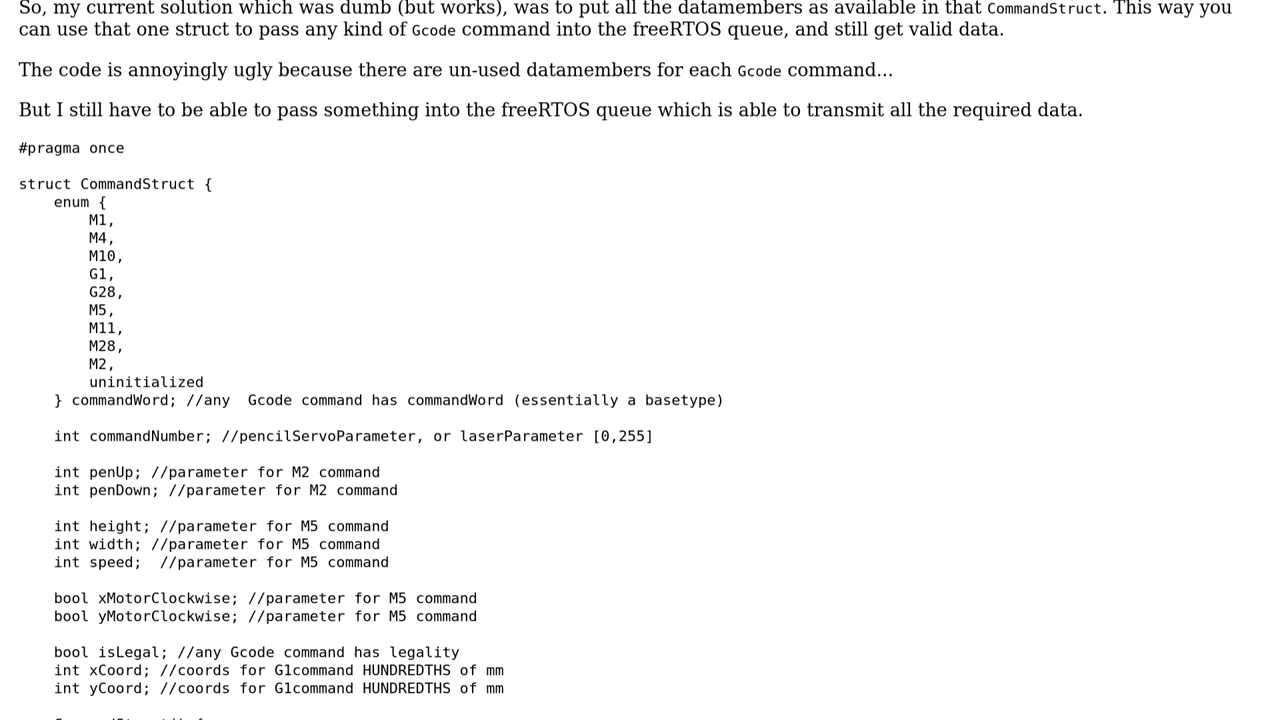 So, my current solution which was dumb (but works), was to put all the datamembers as available in that CommandStruct. This way you
can use that one struct to pass any kind of Gcode command into the freeRTOS queue, and still get valid data.
The code is annoyingly ugly because there are un-used datamembers for each Gcode command...
But I still have to be able to pass something into the freeRTOS queue which is able to transmit all the required data.
#pragma once
struct CommandStruct {
    enum {
        M1,
        M4,
        M10,
        G1,
        G28,
        M5,
        M11,
        M28,
        M2,
        uninitialized
    } commandWord; //any  Gcode command has commandWord (essentially a basetype)
    int commandNumber; //pencilServoParameter, or laserParameter [0,255]
    int penUp; //parameter for M2 command
    int penDown; //parameter for M2 command
    int height; //parameter for M5 command
    int width; //parameter for M5 command
    int speed;  //parameter for M5 command
    bool xMotorClockwise; //parameter for M5 command
    bool yMotorClockwise; //parameter for M5 command
    bool isLegal; //any Gcode command has legality
    int xCoord; //coords for G1command HUNDREDTHS of mm
    int yCoord; //coords for G1command HUNDREDTHS of mm